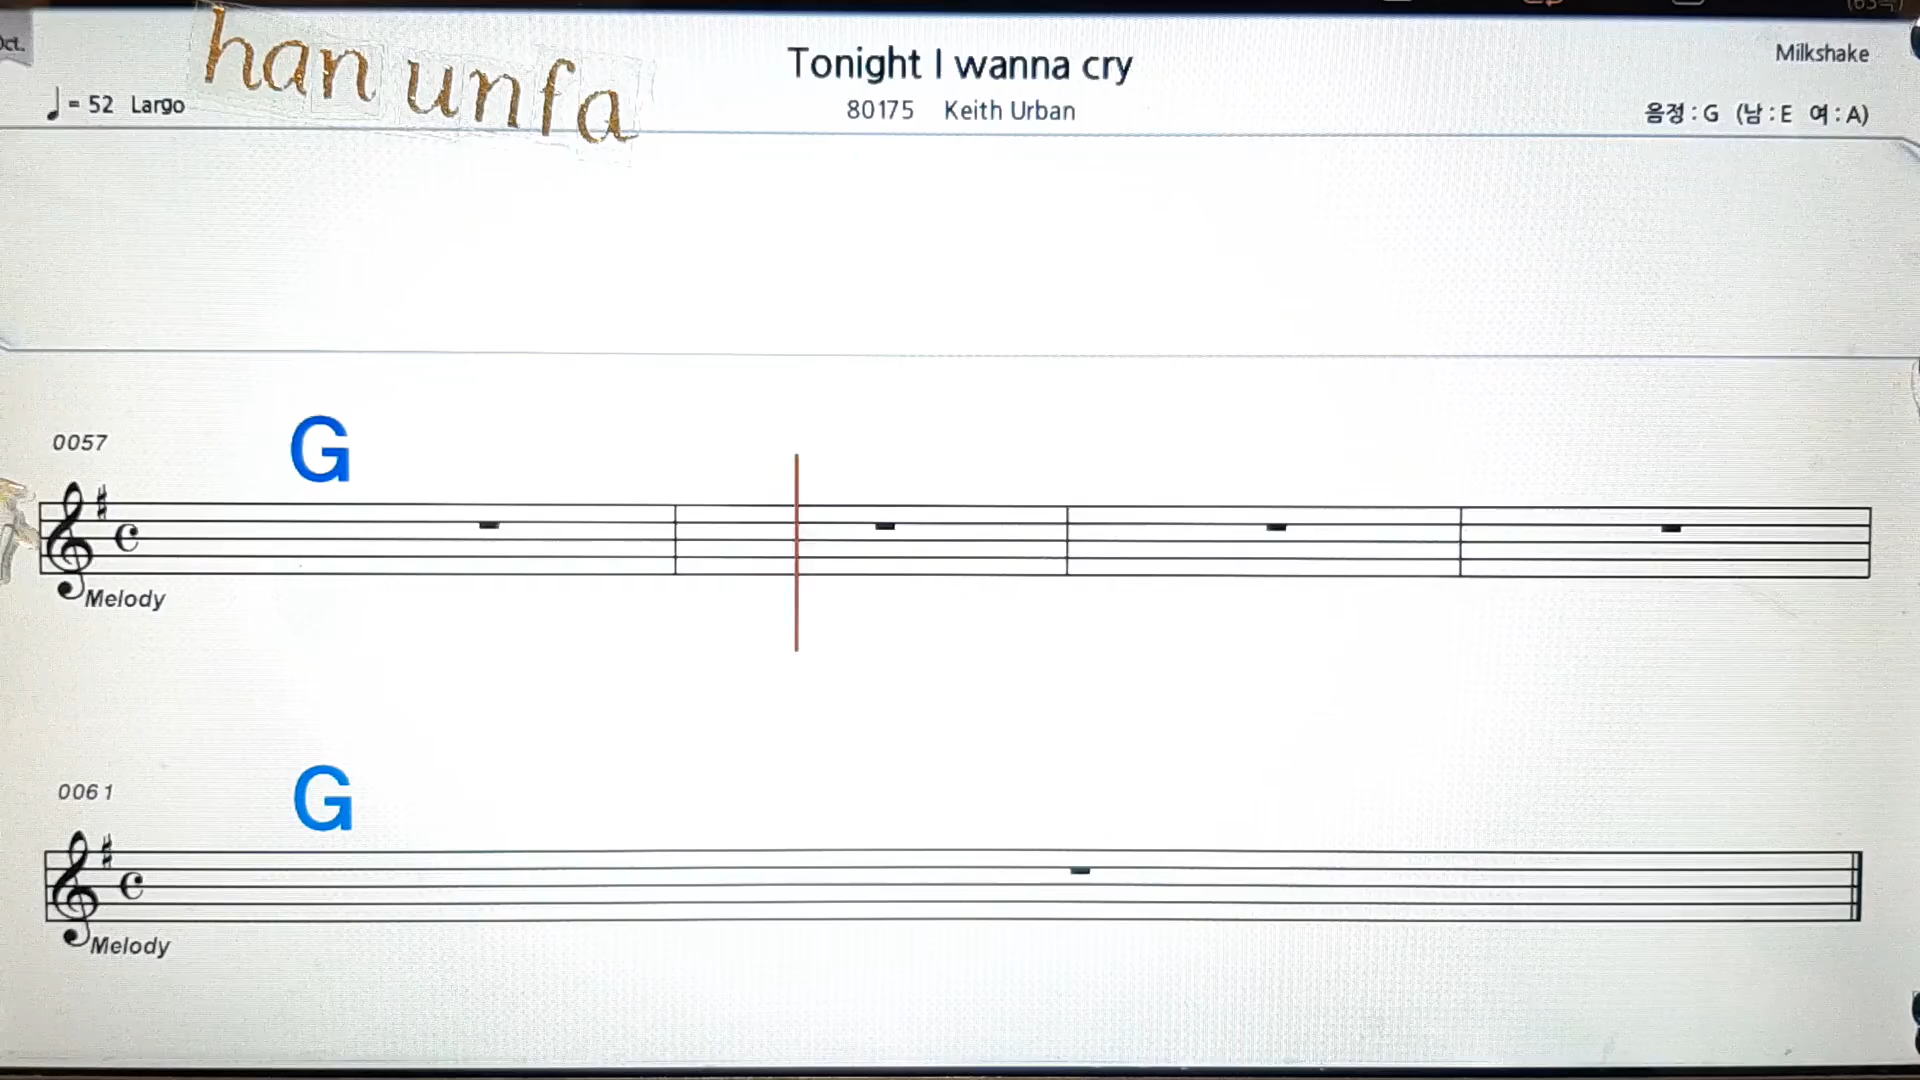 Oct.
han unfa
Tonight I wanna cry
Milkshake
♩ = 52 Largo
80175 Keith Urban
음정 : G (남 : E 여 : A)
0057
G
Melody
0061
G
Melody